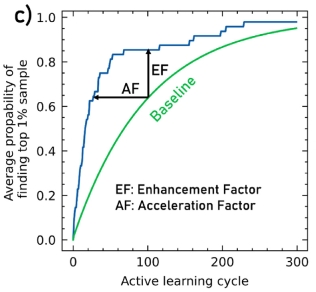 c)
Average propability of
finding top 1% sample
1.0
0.8
0.6
0.4
0.2
0.0
EF
AF
Baseline
EF: Enhancement Factor
AF: Acceleration Factor
0 100 200 300
Active learning cycle